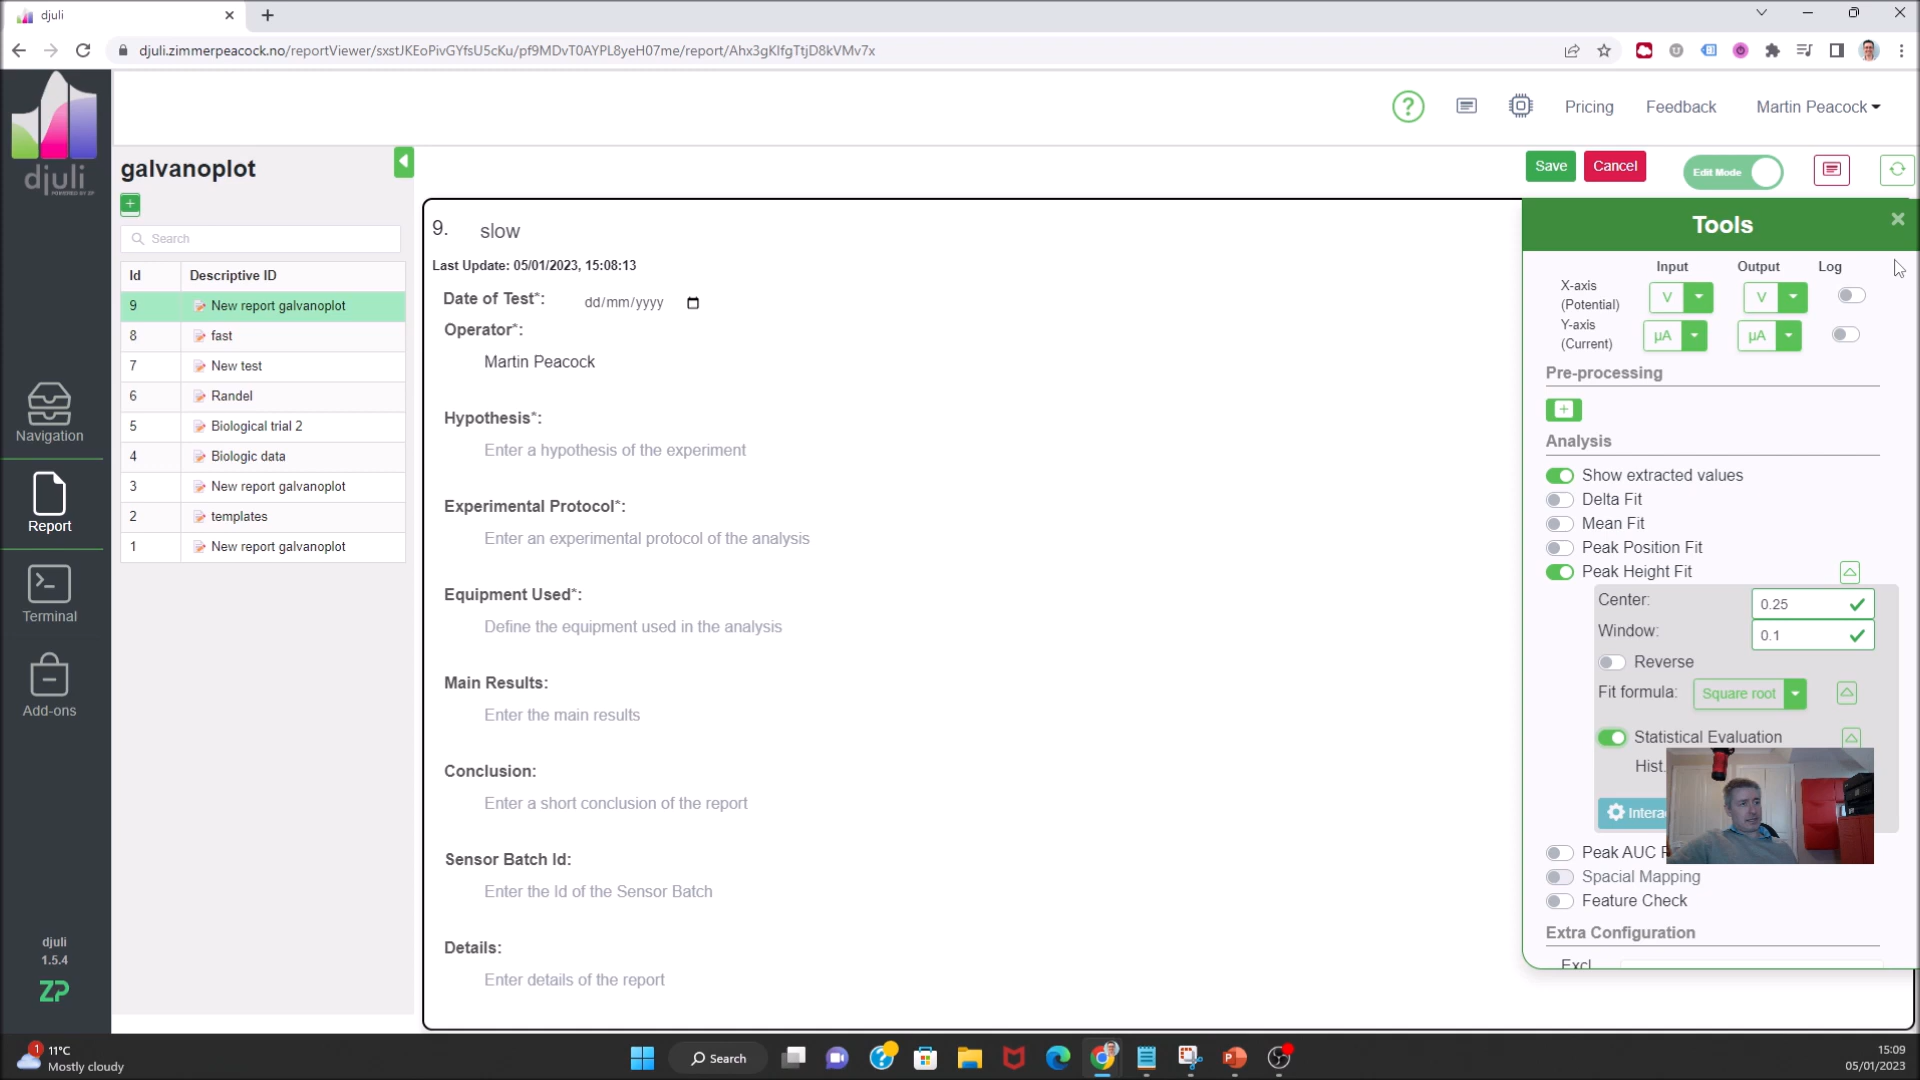 djuli
djuli.zimmerpeacock.no/reportViewer/sxstJKEoPivGYfsU5cKu/pf9MDvT0AYPL8yeH07me/report/Ahx3gKlfgTtjD8kVMv7x
djuli
POWERED BY ZP
Pricing
Feedback
Martin Peacock
galvanoplot
Save
Cancel
Edit Mode
Search
Id
Descriptive ID
9
New report galvanoplot
8
fast
7
New test
6
Randel
5
Biological trial 2
4
Biologic data
3
New report galvanoplot
2
templates
1
New report galvanoplot
Navigation
Report
Terminal
Add-ons
djuli
1.5.4
ZP
9.
slow
Last Update: 05/01/2023, 15:08:13
Date of Test*:
dd/mm/yyyy
Operator*:
Martin Peacock
Hypothesis*:
Enter a hypothesis of the experiment
Experimental Protocol*:
Enter an experimental protocol of the analysis
Equipment Used*:
Define the equipment used in the analysis
Main Results:
Enter the main results
Conclusion:
Enter a short conclusion of the report
Sensor Batch Id:
Enter the Id of the Sensor Batch
Details:
Enter details of the report
Tools
Input
Output
Log
X-axis
(Potential)
V
V
Y-axis
(Current)
µA
µA
Pre-processing
Analysis
Show extracted values
Delta Fit
Mean Fit
Peak Position Fit
Peak Height Fit
Center:
0.25
Window:
0.1
Reverse
Fit formula:
Square root
Statistical Evaluation
Hist.
Peak AUC
Spacial Mapping
Feature Check
Extra Configuration
1
11°C
Mostly cloudy
Search
15:09
05/01/2023